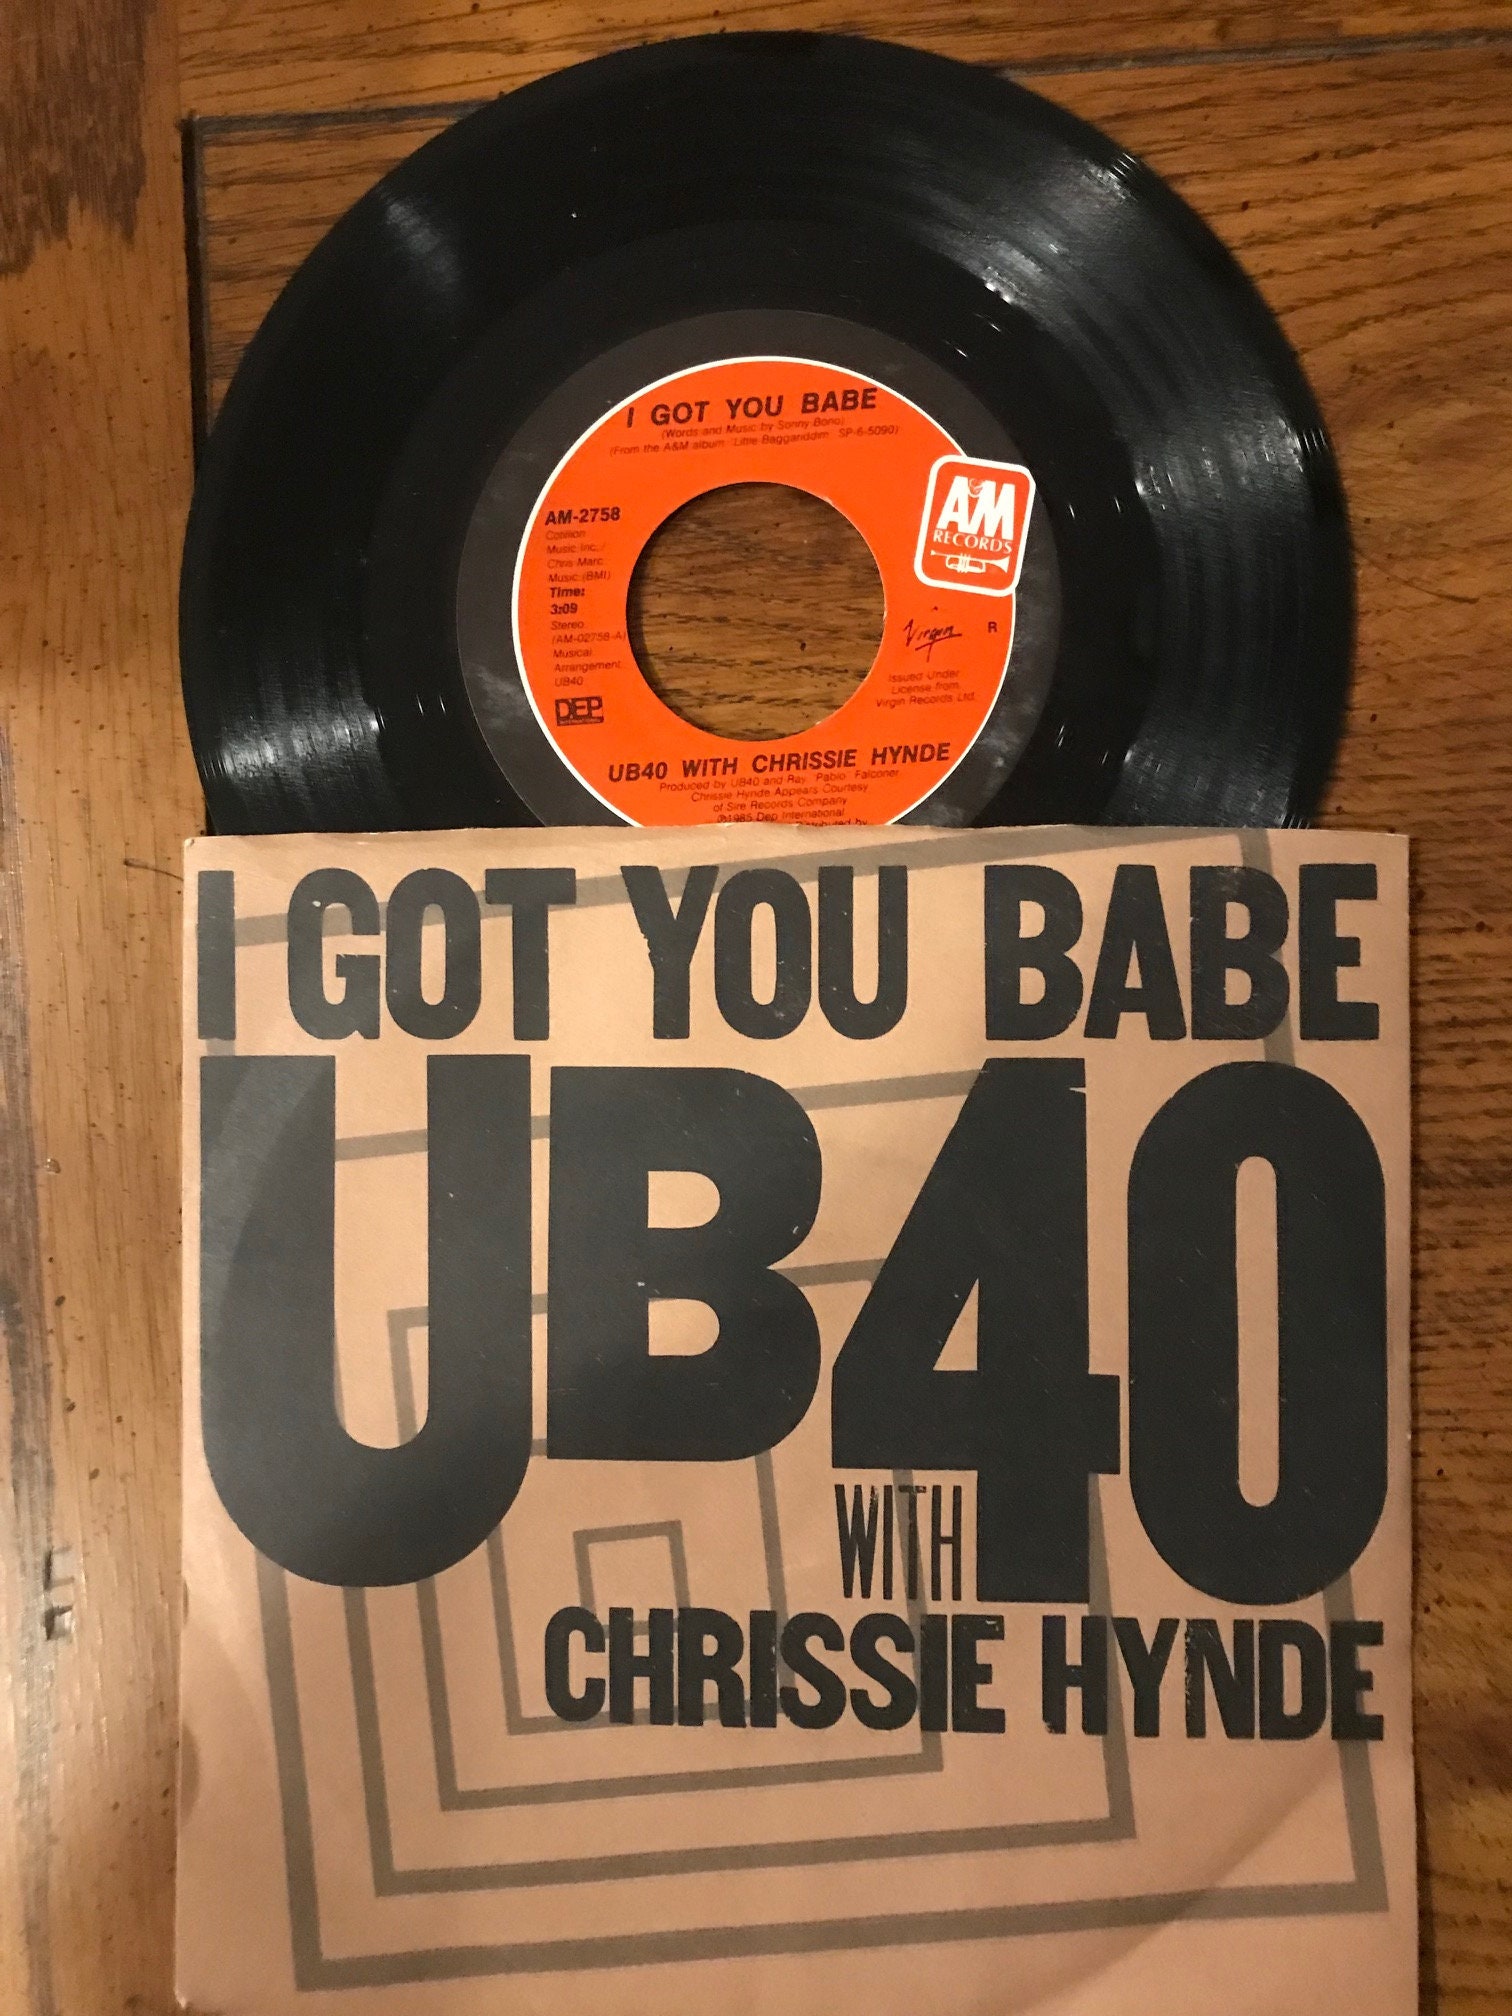 I GOT YOU BABE
(Words and Music by Sonny Bono)
(From the A&M album "Little Baggariddim" SP-6-5090)
AM-2758
Cotillion
Music Inc./
Chris-Marc
Music (BMI)
Time:
3:09
Stereo
(AM-02758-A)
Musical
Arrangement:
UB40
DEP
INTERNATIONAL
A&M
RECORDS
Virgin
R
Issued Under
License from
Virgin Records Ltd.
UB40 WITH CHRISSIE HYNDE
Produced by UB40 and Ray "Pablo" Falconer
Chrissie Hynde Appears Courtesy
of Sire Records Company
℗1985 Dep International
I GOT YOU BABE
UB40
WITH
CHRISSIE HYNDE